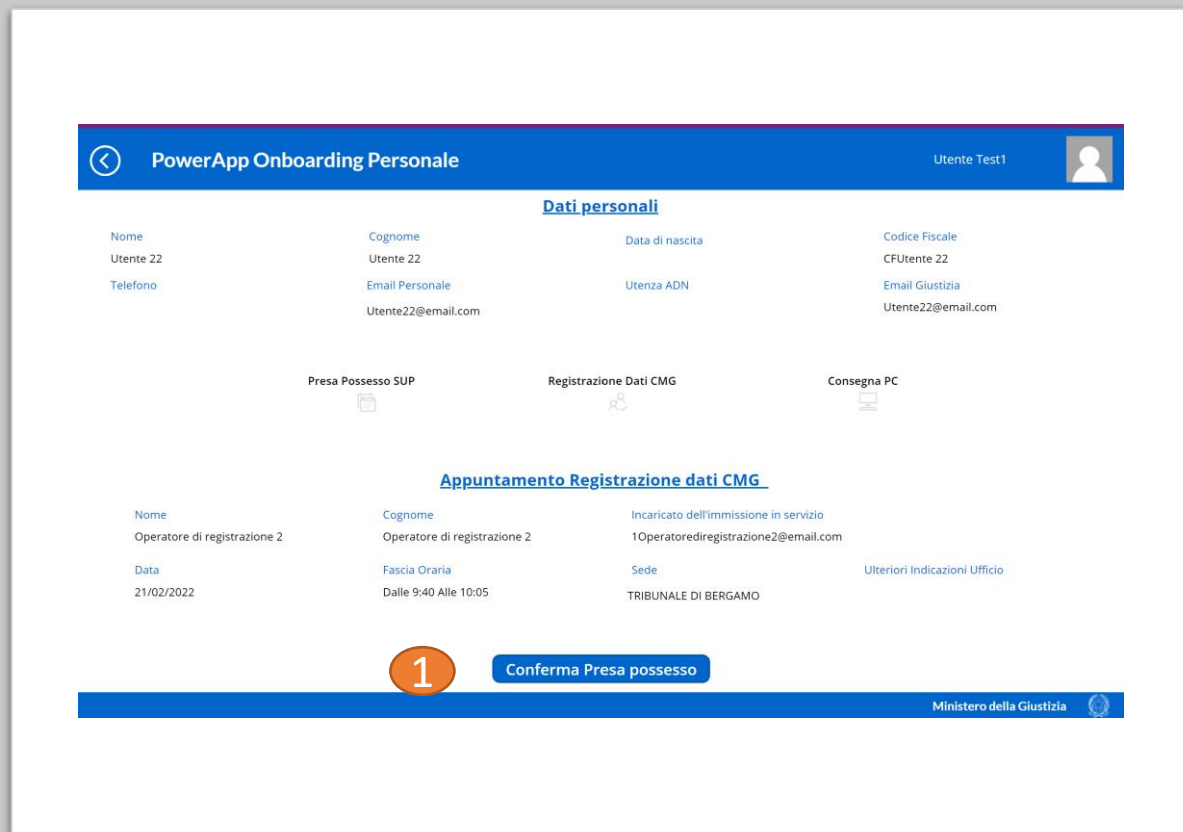 PowerApp Onboarding Personale
Utente Test1
Dati personali
Nome Cognome Data di nascita Codice Fiscale
Utente 22 Utente 22 CFUtente 22
Telefono Email Personale Utenza ADN Email Giustizia
Utente22@email.com Utente22@email.com
Presa Possesso SUP Registrazione Dati CMG Consegna PC
Appuntamento Registrazione dati CMG
Nome Cognome Incaricato dell'immissione in servizio
Operatore di registrazione 2 Operatore di registrazione 2 1Operatorediregistrazione2@email.com
Data Fascia Oraria Sede Ulteriori Indicazioni Ufficio
21/02/2022 Dalle 9:40 Alle 10:05 TRIBUNALE DI BERGAMO
1 Conferma Presa possesso
Ministero della Giustizia